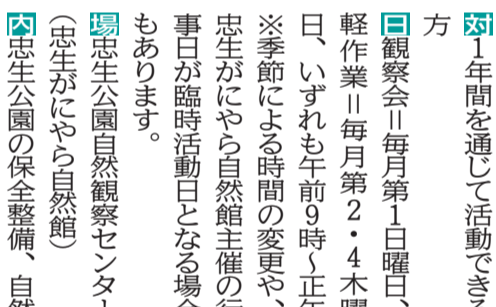 対1年間を通じて活動できる
方
日観察会＝毎月第1日曜日、
軽作業＝毎月第2・4木曜
日、いずれも午前9時～正午
※季節による時間の変更や、
忠生がにやら自然館主催の行
事日が臨時活動日となる場合
もあります。
場忠生公園自然観察センター
（忠生がにやら自然館）
内忠生公園の保全整備、自然